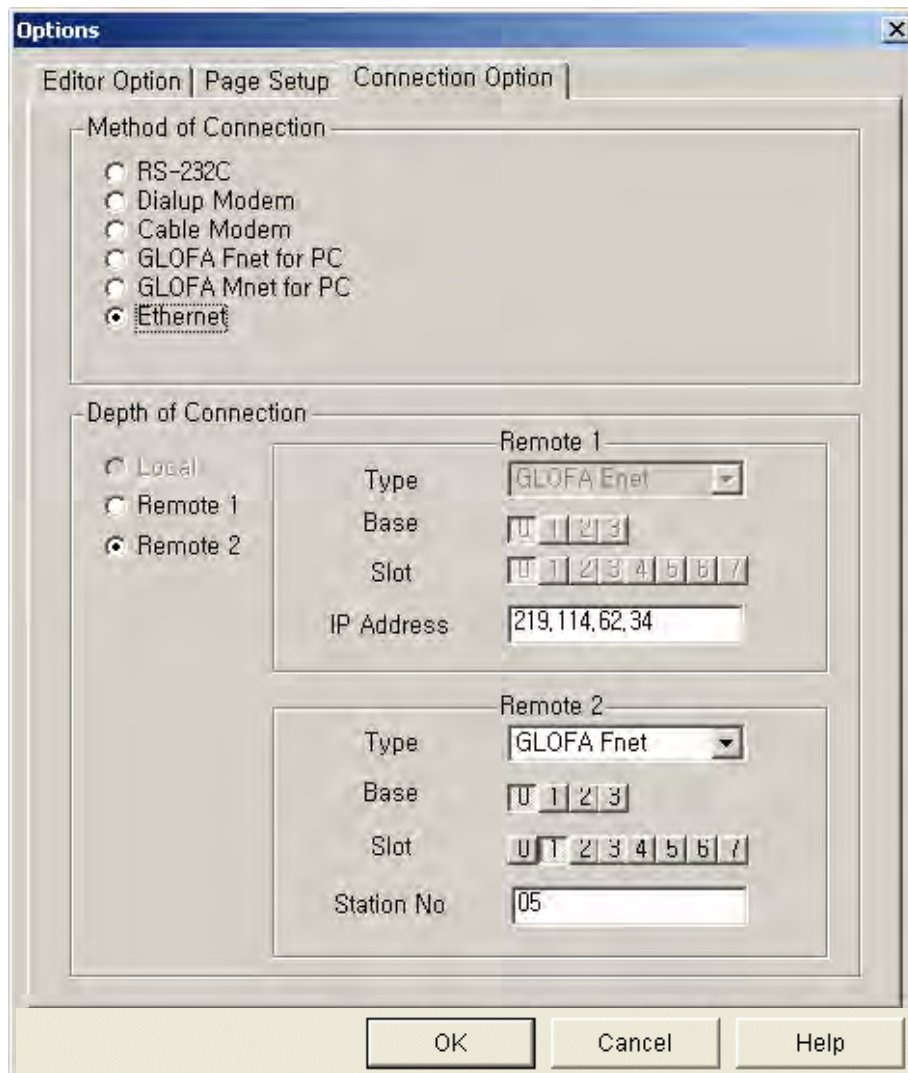 Options
Editor Option | Page Setup Connection Option
Method of Connection
RS-232C
Dialup Modem
Cable Modem
GLOFA Fnet for PC
GLOFA Mnet for PC
Ethernet
Depth of Connection
Local
Remote 1
Remote 2
Remote 1
Type GLOFA Enet
Base 0 1 2 3
Slot 0 1 2 3 4 5 6 7
IP Address 219,114,62,34
Remote 2
Type GLOFA Fnet
Base 0 1 2 3
Slot 0 1 2 3 4 5 6 7
Station No 05
OK Cancel Help